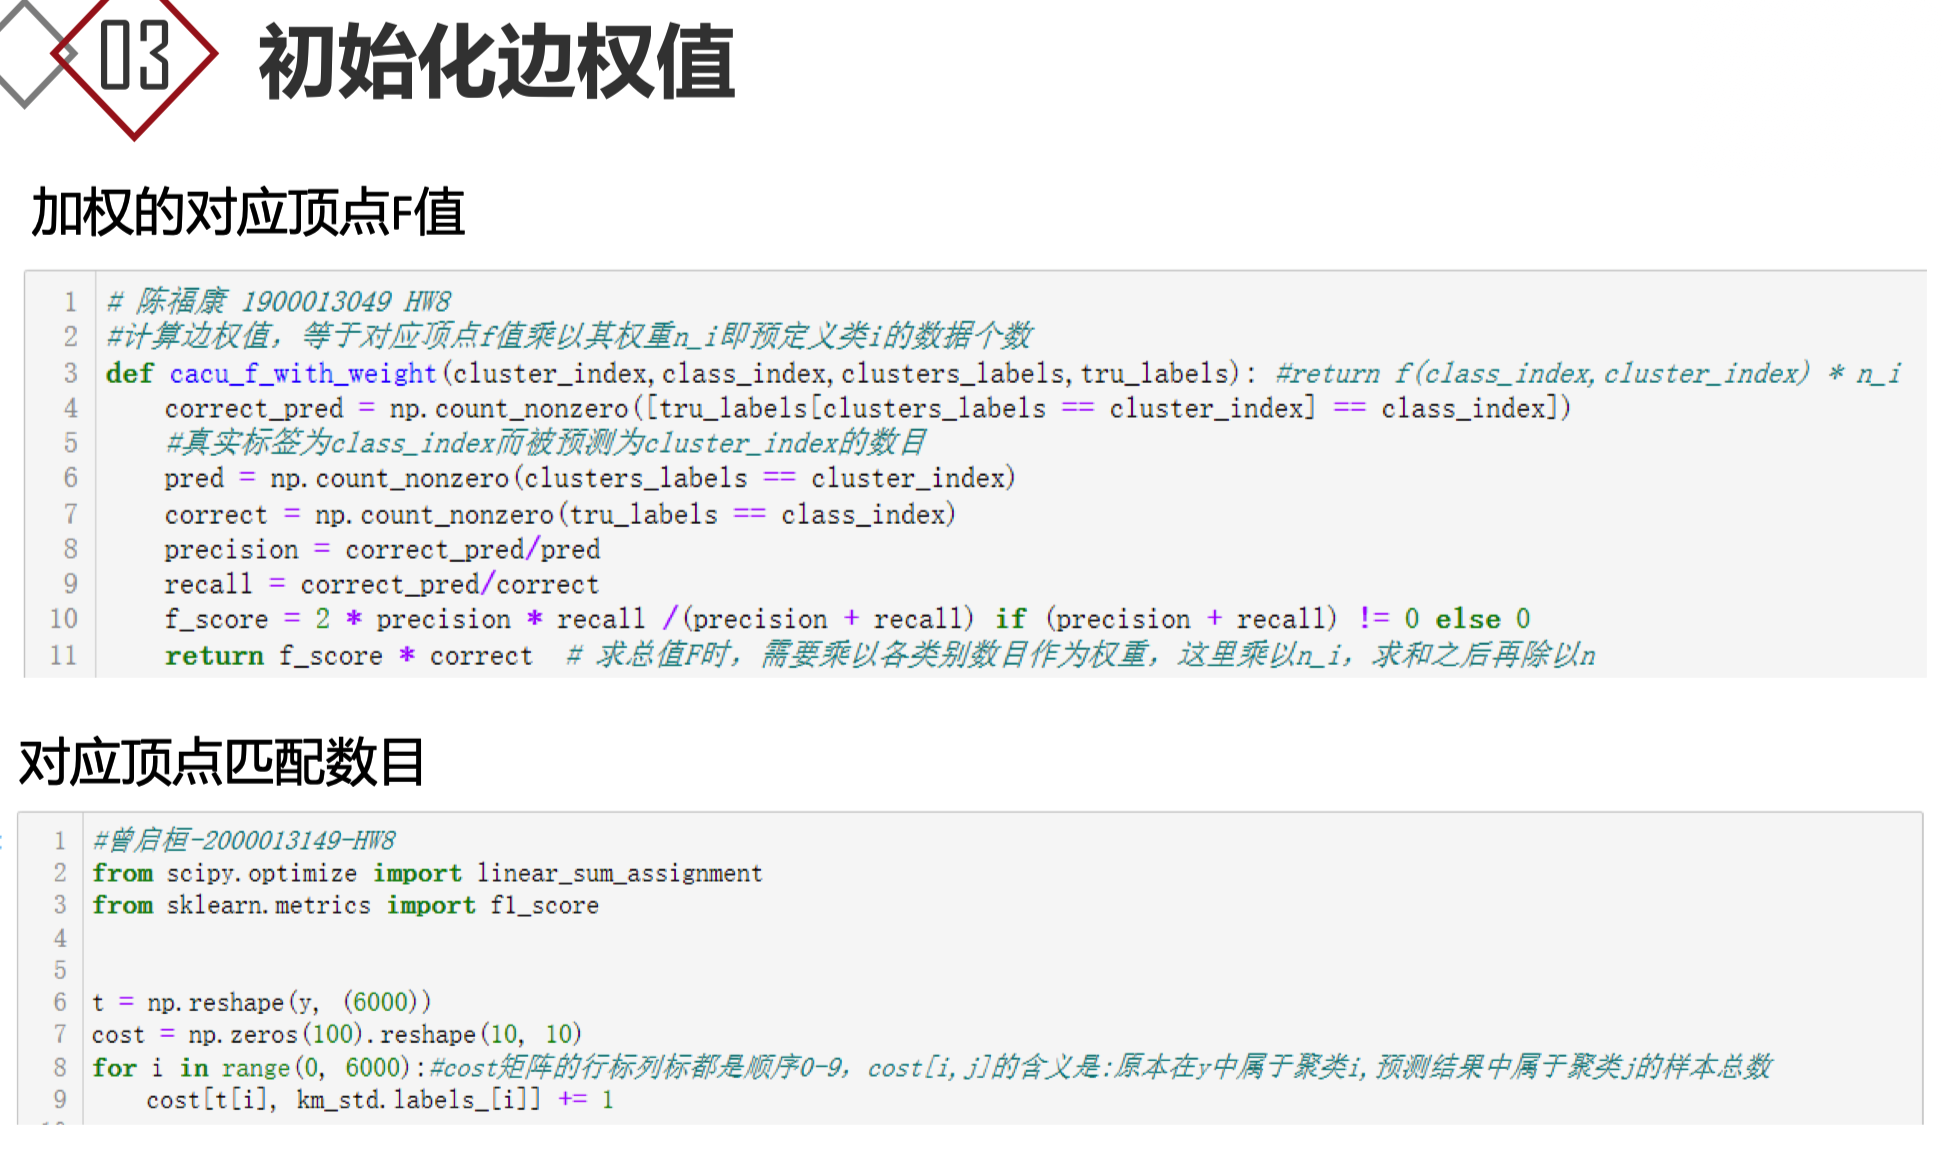 03 初始化边权值
加权的对应顶点F值
1 # 陈福康 1900013049 HW8
2 #计算边权值，等于对应顶点f值乘以其权重n_i即预定义类i的数据个数
3 def cacu_f_with_weight(cluster_index,class_index,clusters_labels,tru_labels): #return f(class_index,cluster_index) * n_i
4 correct_pred = np.count_nonzero([tru_labels[clusters_labels == cluster_index] == class_index])
5 #真实标签为class_index而被预测为cluster_index的数目
6 pred = np.count_nonzero(clusters_labels == cluster_index)
7 correct = np.count_nonzero(tru_labels == class_index)
8 precision = correct_pred/pred
9 recall = correct_pred/correct
10 f_score = 2 * precision * recall /(precision + recall) if (precision + recall) != 0 else 0
11 return f_score * correct # 求总值F时，需要乘以各类别数目作为权重，这里乘以n_i，求和之后再除以n
对应顶点匹配数目
1 #曾启桓-2000013149-HW8
2 from scipy.optimize import linear_sum_assignment
3 from sklearn.metrics import f1_score
4
5
6 t = np.reshape(y, (6000))
7 cost = np.zeros(100).reshape(10, 10)
8 for i in range(0, 6000):#cost矩阵的行标列标都是顺序0-9，cost[i,j]的含义是:原本在y中属于聚类i,预测结果中属于聚类j的样本总数
9 cost[t[i], km_std.labels_[i]] += 1